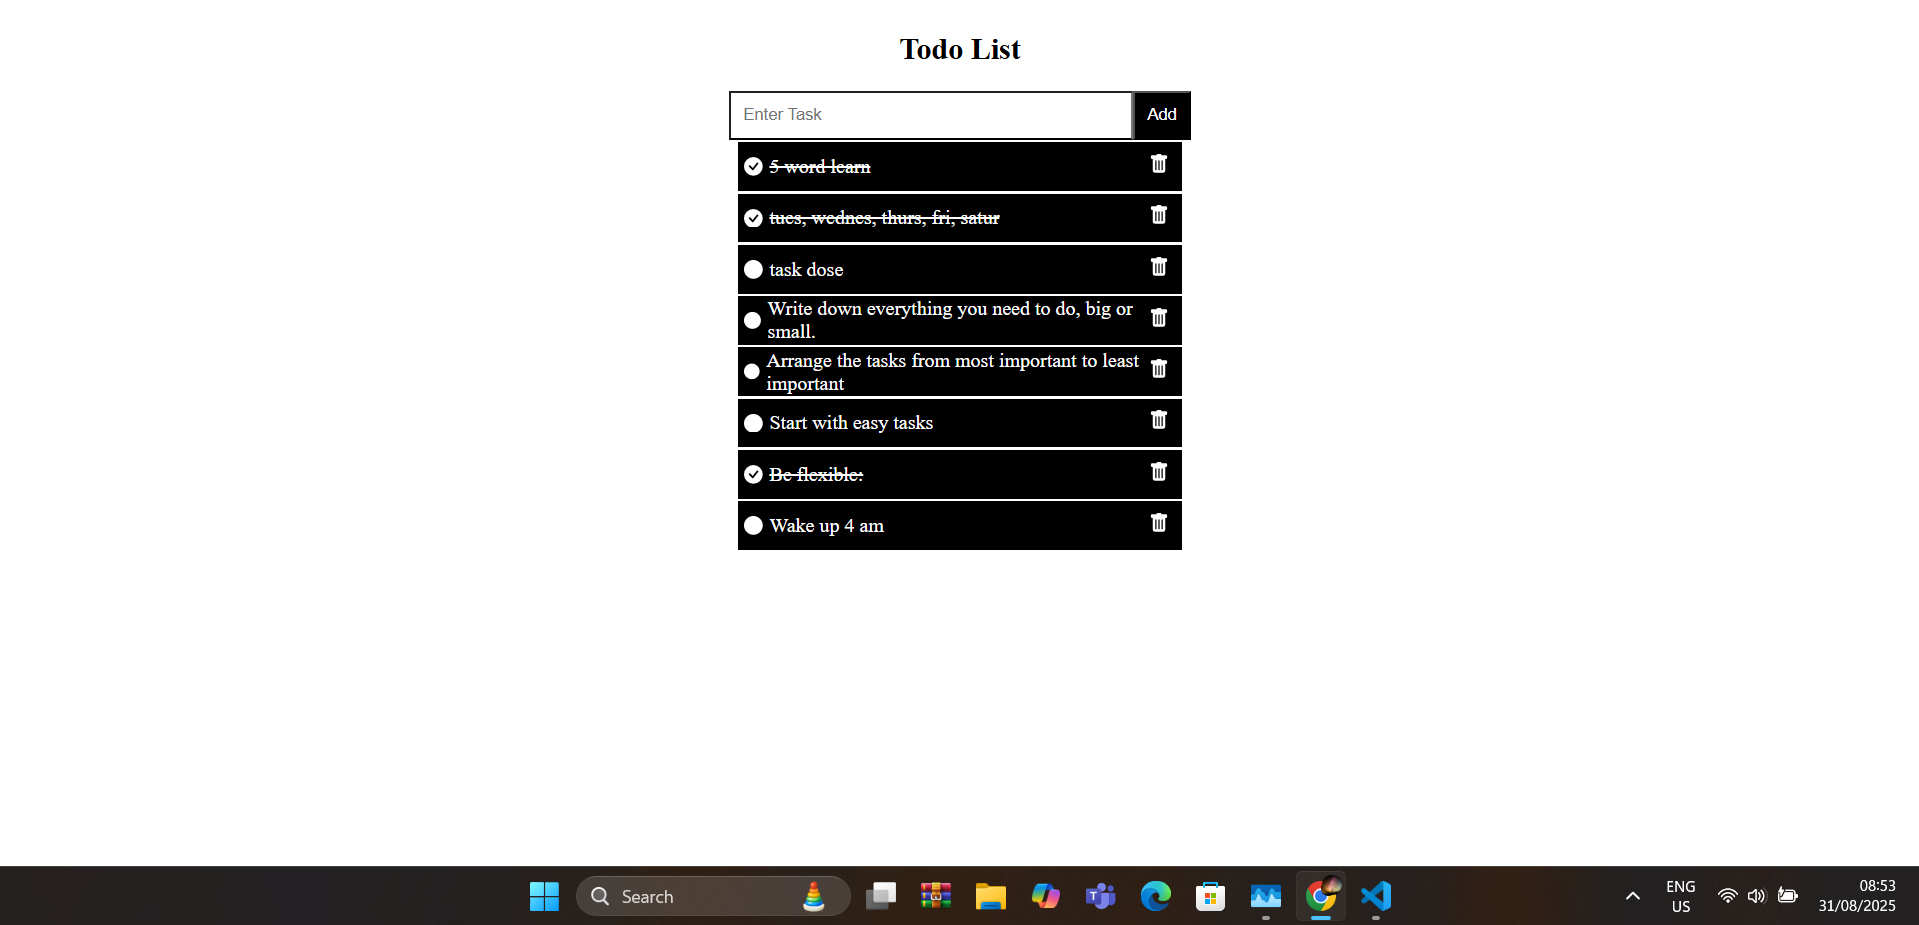 Todo List
Enter Task
Add
5 word learn
tues, wednes, thurs, fri, satur
task dose
Write down everything you need to do, big or
small.
Arrange the tasks from most important to least
important
Start with easy tasks
Be flexible:
Wake up 4 am
Search
ENG
US
08:53
31/08/2025